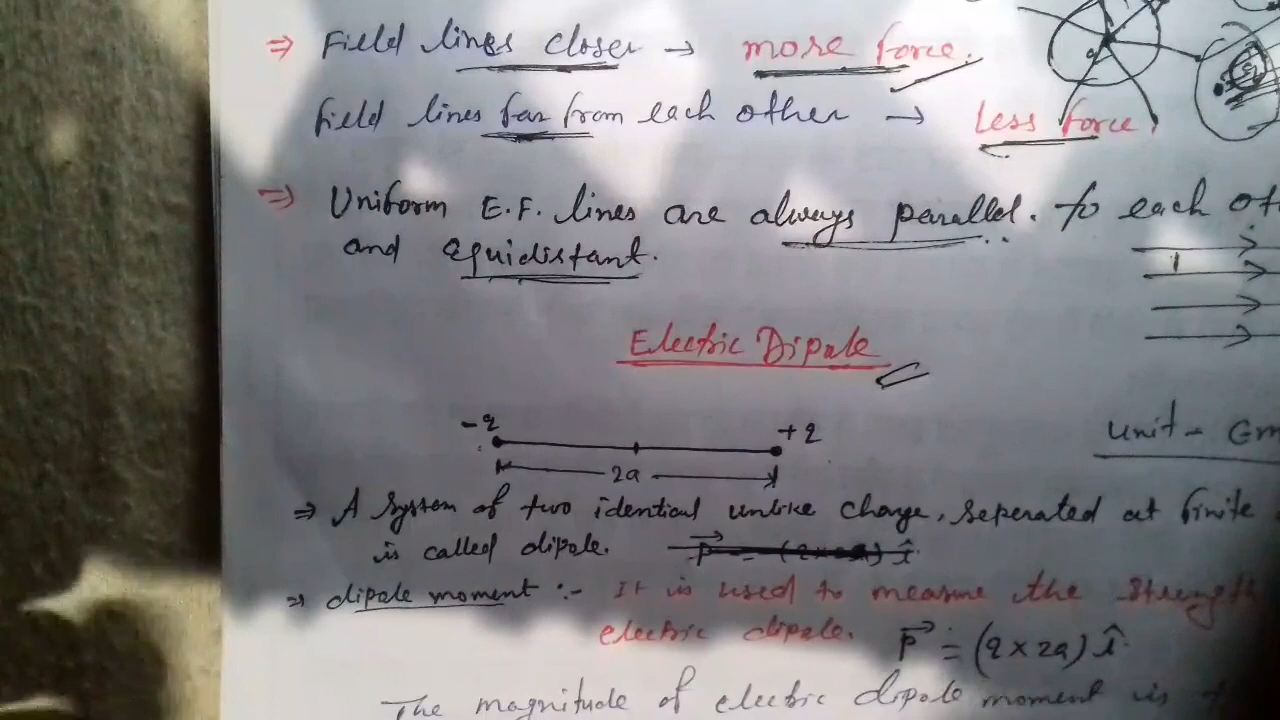 ⇒ Field lines closer → more force.
field lines far from each other → Less force.
⇒ Uniform E.F. lines are always parallel. to each
and equidistant.
Electric Dipole
-q +q
2a
Unit -
⇒ A system of two identical unlike charge, seperated at finite
is called dipole.
⇒ dipole moment :- It is used to measure the strength
electric dipole. p⃗ = (q × 2a) î
The magnitude of electric dipole moment is